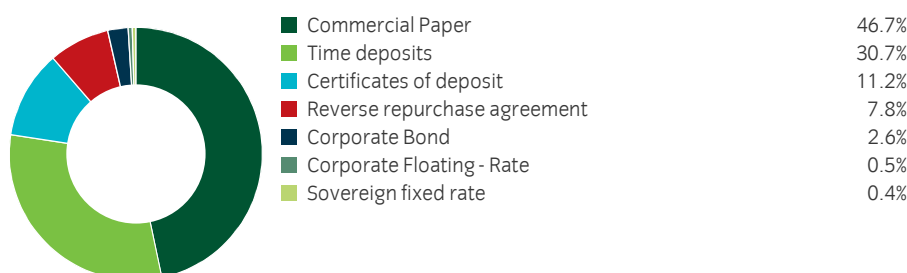 Commercial Paper 46.7%
Time deposits 30.7%
Certificates of deposit 11.2%
Reverse repurchase agreement 7.8%
Corporate Bond 2.6%
Corporate Floating - Rate 0.5%
Sovereign fixed rate 0.4%